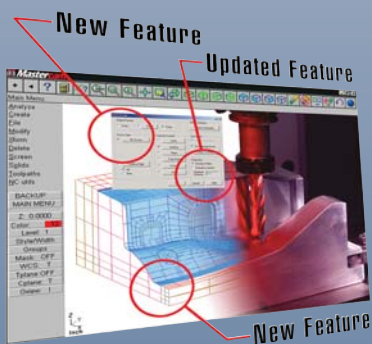 New Feature
Updated Feature
Mastercam
Main Menu
Analyze
Create
File
Modify
Xform
Delete
Screen
Solids
Toolpaths
NC utils
BACKUP
MAIN MENU
Z: 0.0000
Color: 12
Level: 1
Style/Width
Groups
Mask: OFF
WCS: T
Tplane:OFF
Cplane: T
Gview: 1
New Feature